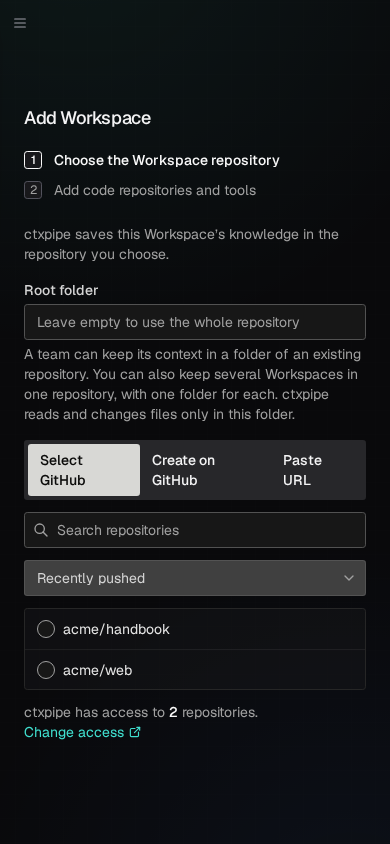 Add Workspace
1 Choose the Workspace repository
2 Add code repositories and tools
ctxpipe saves this Workspace's knowledge in the
repository you choose.
Root folder
Leave empty to use the whole repository
A team can keep its context in a folder of an existing
repository. You can also keep several Workspaces in
one repository, with one folder for each. ctxpipe
reads and changes files only in this folder.
Select
GitHub
Create on
GitHub
Paste
URL
Search repositories
Recently pushed
acme/handbook
acme/web
ctxpipe has access to 2 repositories.
Change access